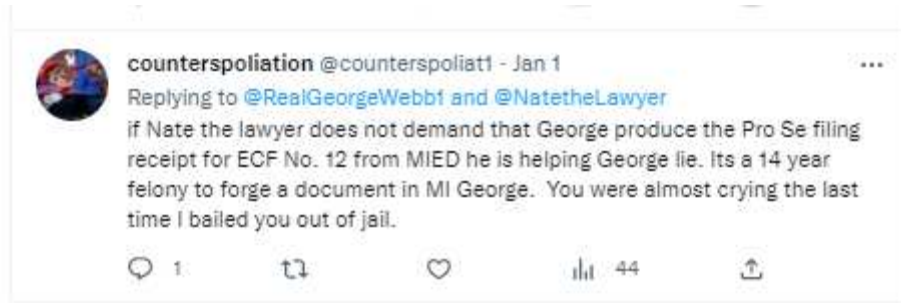 counterspoliation @counterspoliat1 - Jan 1
Replying to @RealGeorgeWebb1 and @NatetheLawyer
if Nate the lawyer does not demand that George produce the Pro Se filing
receipt for ECF No. 12 from MIED he is helping George lie. Its a 14 year
felony to forge a document in MI George.  You were almost crying the last
time I bailed you out of jail.
1 44